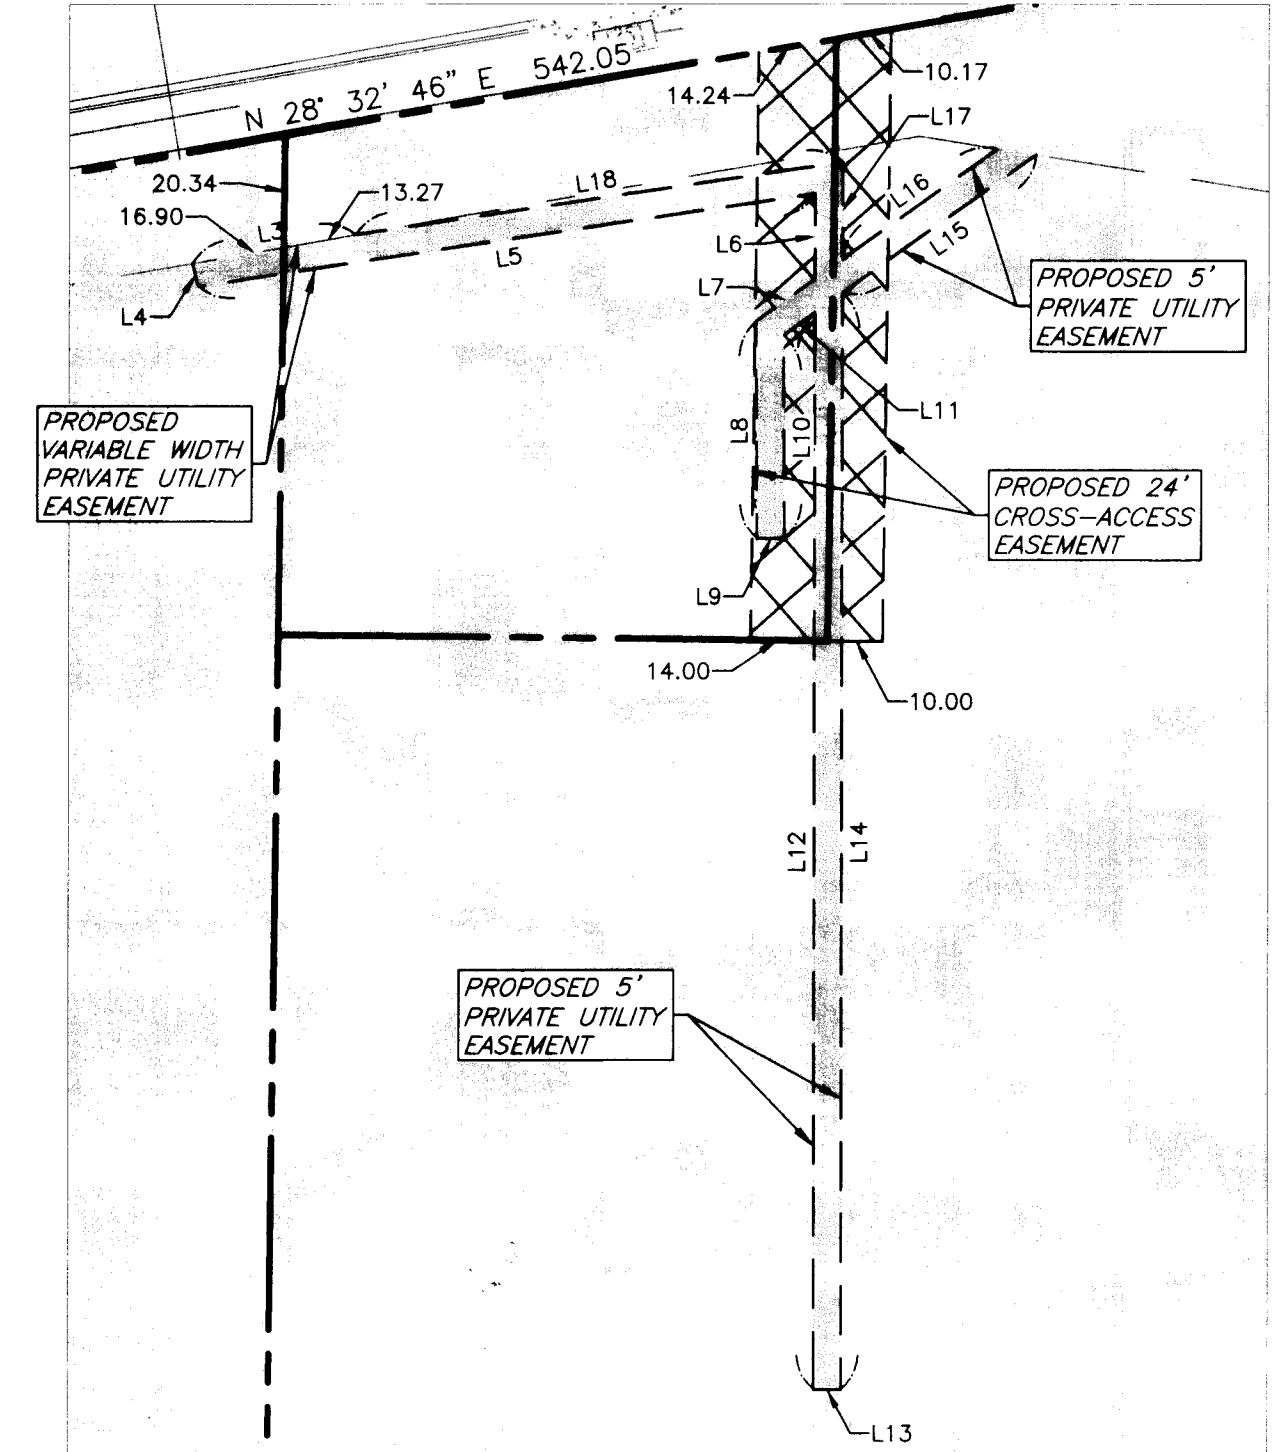 N 28° 32' 46" E 542.05
14.24
10.17
L17
20.34
16.90
L3
13.27
L18
L16
L15
L6
L5
L7
L4
PROPOSED 5'
PRIVATE UTILITY
EASEMENT
PROPOSED
VARIABLE WIDTH
PRIVATE UTILITY
EASEMENT
L8
L10
L11
PROPOSED 24'
CROSS-ACCESS
EASEMENT
L9
14.00
10.00
L12
L14
PROPOSED 5'
PRIVATE UTILITY
EASEMENT
L13